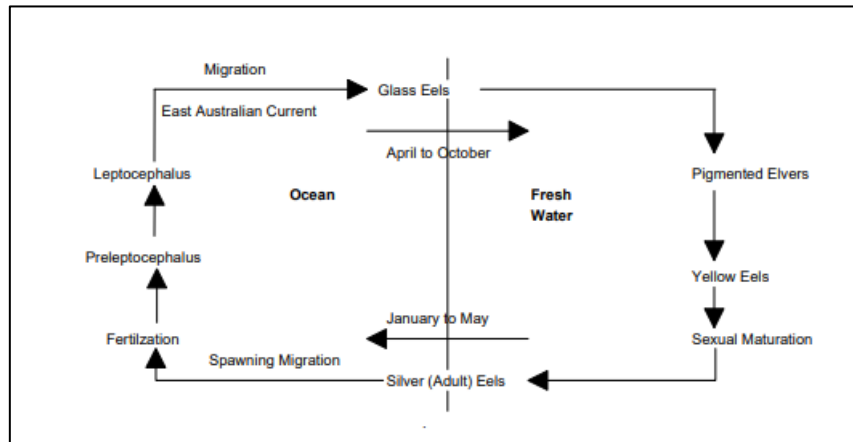 Migration
Glass Eels
East Australian Current
April to October
Leptocephalus
Pigmented Elvers
Ocean
Fresh
Water
Preleptocephalus
Yellow Eels
January to May
Fertilzation
Sexual Maturation
Spawning Migration
Silver (Adult) Eels